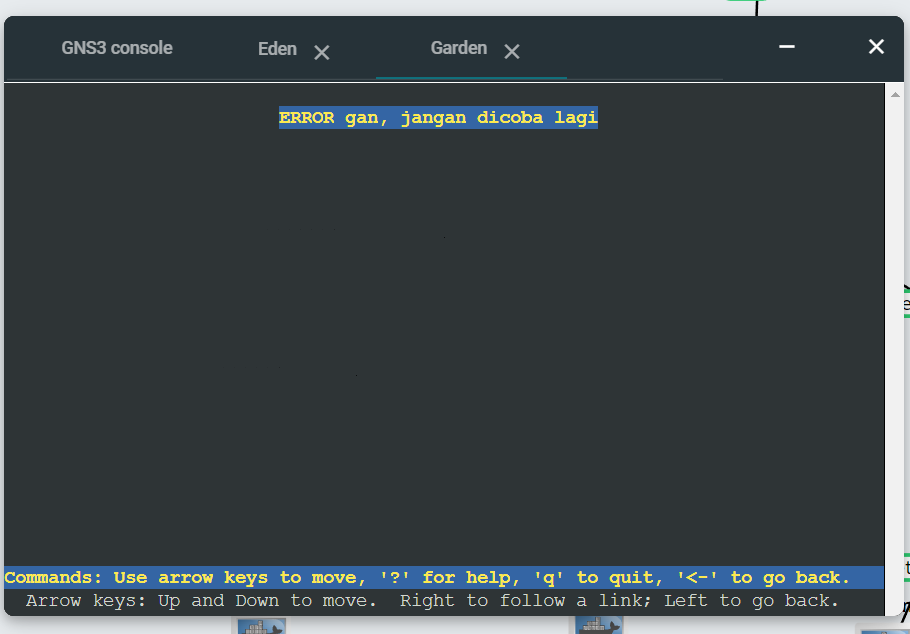 GNS3 console
Eden
Garden
ERROR gan, jangan dicoba lagi
Commands: Use arrow keys to move, '?' for help, 'q' to quit, '<-' to go back.
Arrow keys: Up and Down to move.  Right to follow a link; Left to go back.